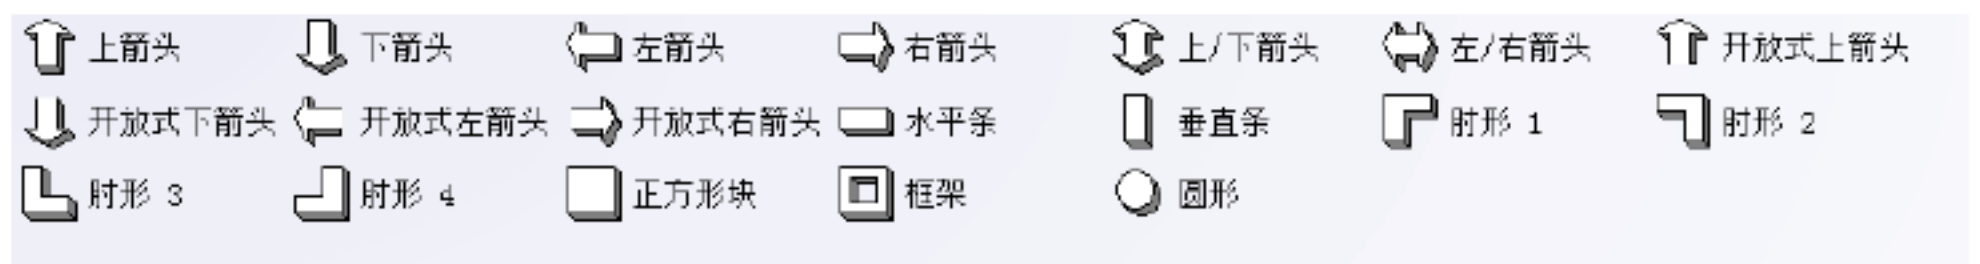 上箭头 下箭头 左箭头 右箭头 上/下箭头 左/右箭头 开放式上箭头
开放式下箭头 开放式左箭头 开放式右箭头 水平条 垂直条 肘形 1 肘形 2
肘形 3 肘形 4 正方形块 框架 圆形